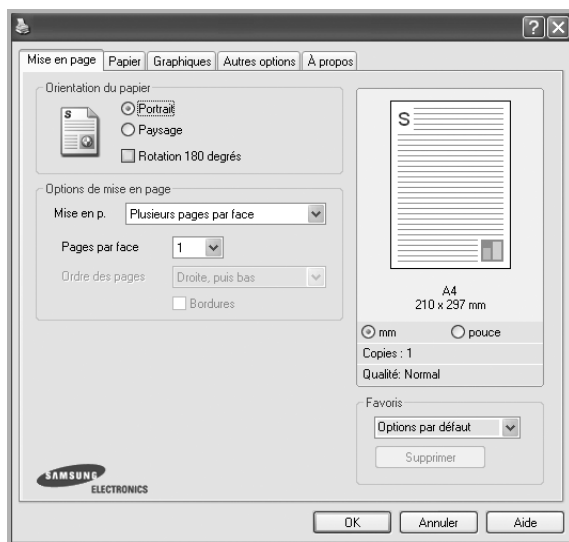 Mise en page Papier Graphiques Autres options À propos
Orientation du papier
S
Portrait
Paysage
Rotation 180 degrés
Options de mise en page
Mise en p. Plusieurs pages par face
Pages par face 1
Ordre des pages Droite, puis bas
Bordures
S
A4
210 x 297 mm
mm pouce
Copies : 1
Qualité: Normal
Favoris
Options par défaut
Supprimer
SAMSUNG
ELECTRONICS
OK Annuler Aide